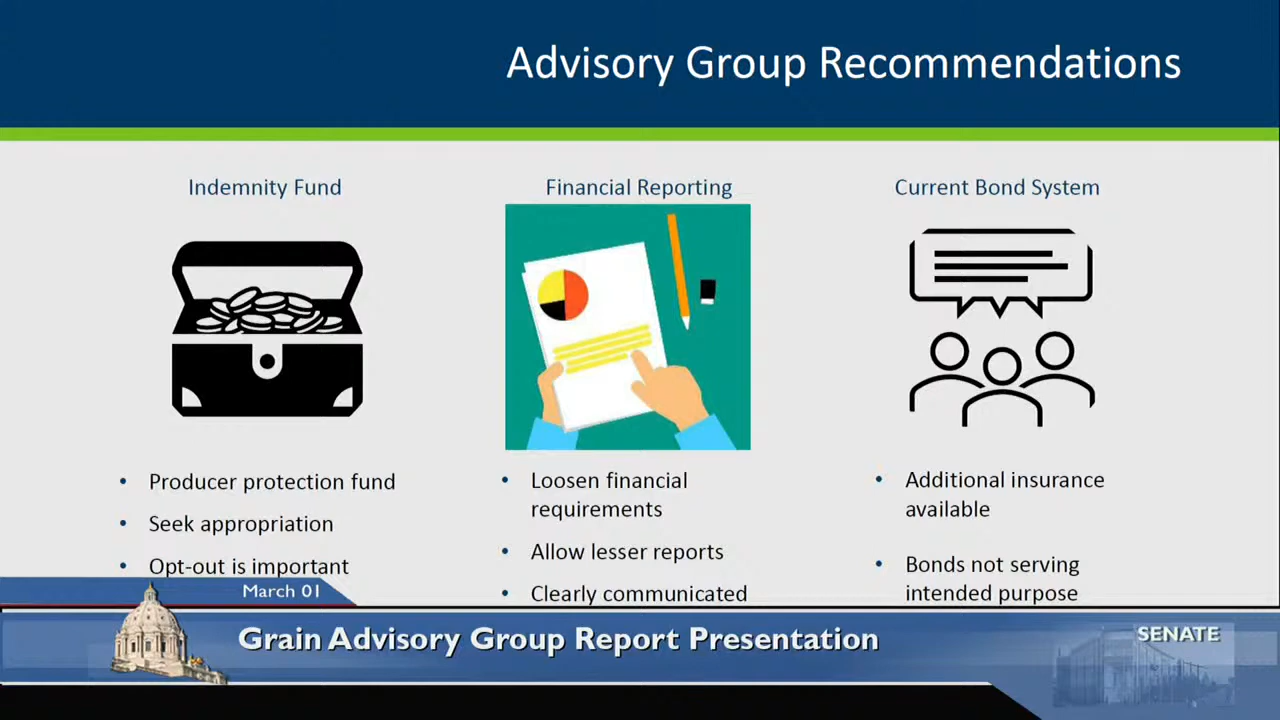 Advisory Group Recommendations
Indemnity Fund
Producer protection fund
Seek appropriation
Opt-out is important
Financial Reporting
Loosen financial
requirements
Allow lesser reports
Clearly communicated
Current Bond System
Additional insurance
available
Bonds not serving
intended purpose
March 01
Grain Advisory Group Report Presentation
SENATE